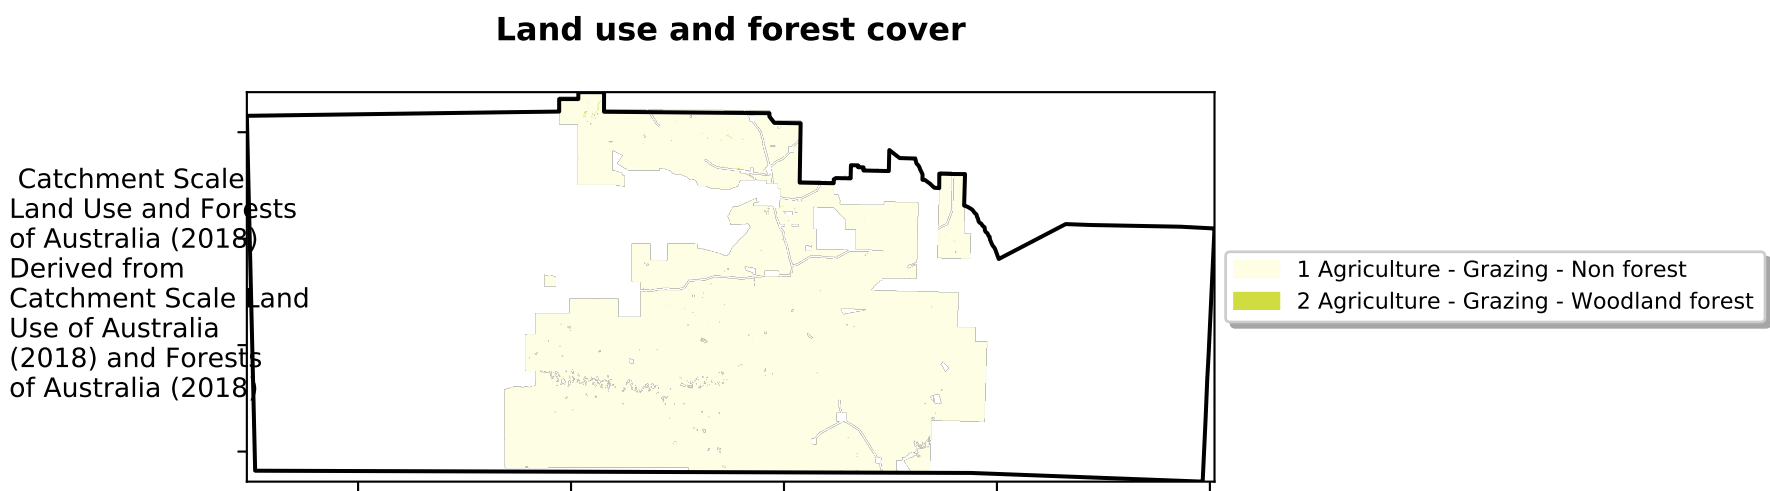 Land use and forest cover
Catchment Scale
Land Use and Forests
of Australia (2018)
Derived from
Catchment Scale Land
Use of Australia
(2018) and Forests
of Australia (2018)
1 Agriculture - Grazing - Non forest
2 Agriculture - Grazing - Woodland forest